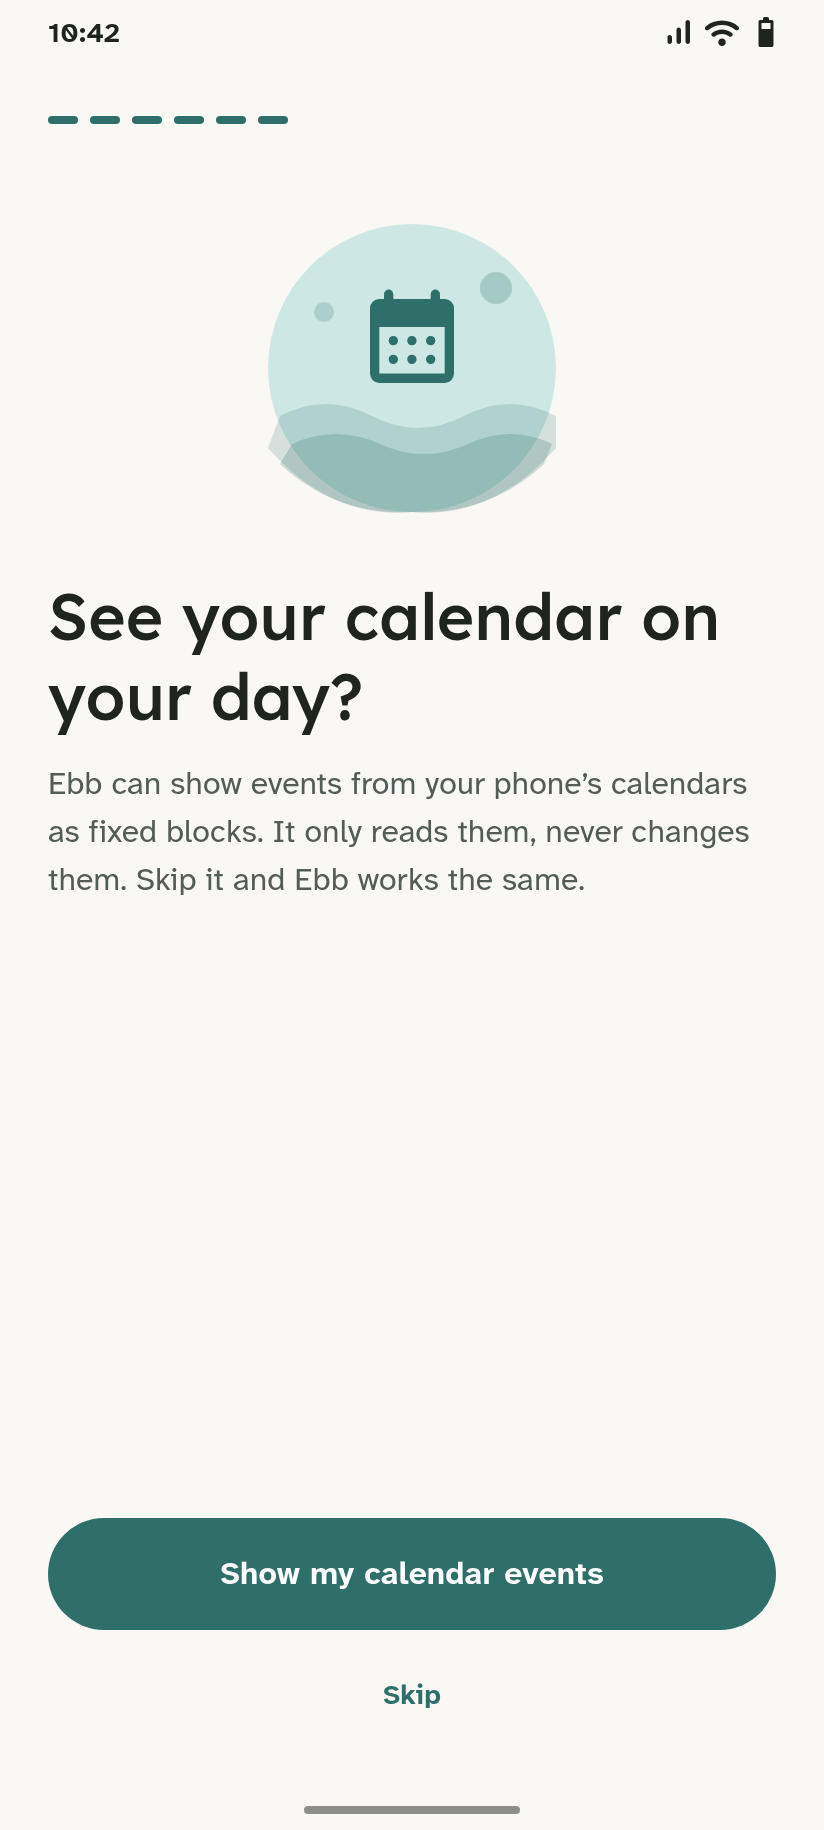 10:42
See your calendar on
your day?
Ebb can show events from your phone’s calendars
as fixed blocks. It only reads them, never changes
them. Skip it and Ebb works the same.
Show my calendar events
Skip